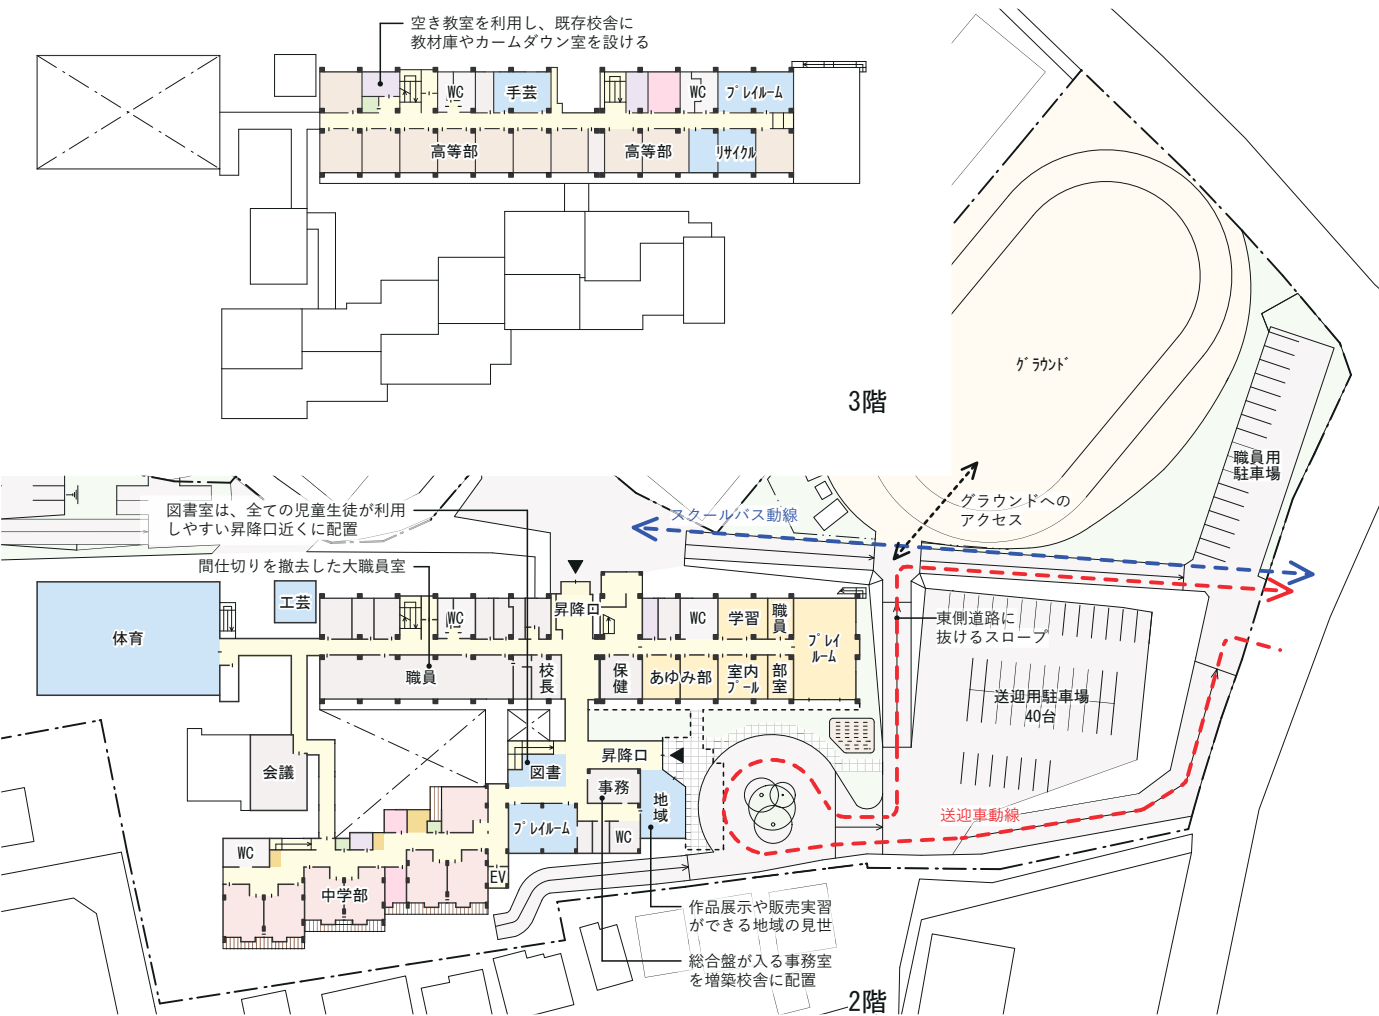 空き教室を利用し、既存校舎に
教材庫やカームダウン室を設ける
WC
手芸
WC
プレイルーム
高等部
高等部
リサイクル
3階
グラウンド
職員用
駐車場
グラウンドへの
アクセス
スクールバス動線
図書室は、全ての児童生徒が利用
しやすい昇降口近くに配置
間仕切りを撤去した大職員室
体育
工芸
WC
昇降口
WC
学習
職員
プレイ
ルーム
職員
校長
保健
あゆみ部
室内
プール
部室
東側道路に
抜けるスロープ
送迎用駐車場
40台
会議
昇降口
図書
事務
地域
プレイルーム
WC
送迎車動線
WC
中学部
EV
作品展示や販売実習
ができる地域の見世
総合盤が入る事務室
を増築校舎に配置
2階